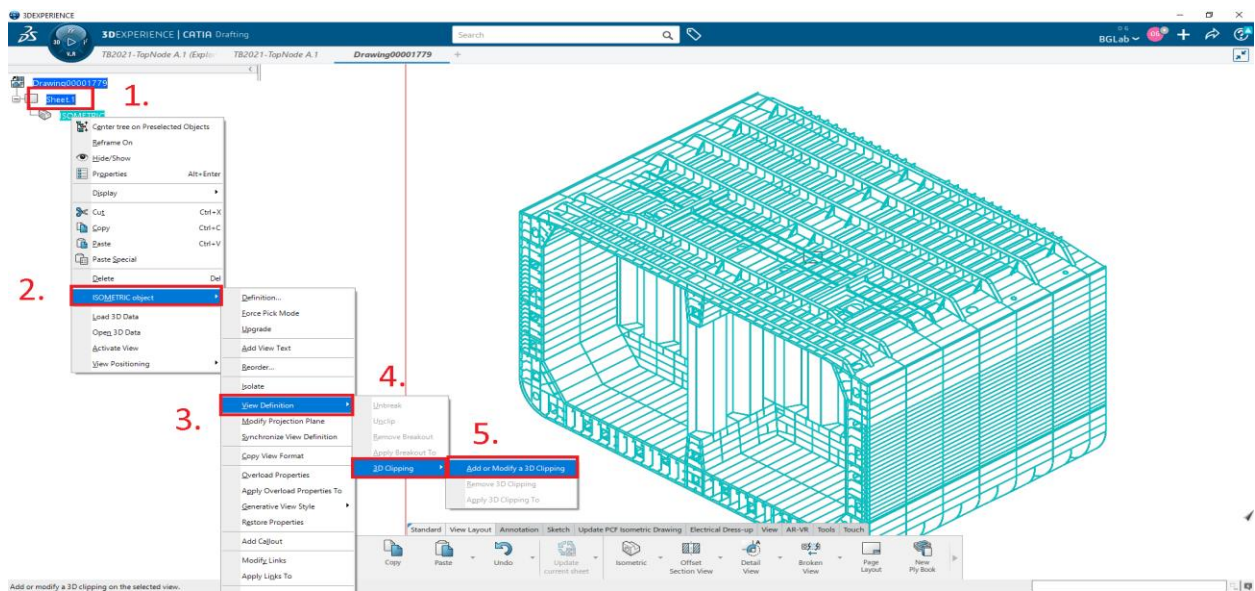 3DEXPERIENCE
3DEXPERIENCE | CATIA Drafting
Search
BGLab
TB2021-TopNode A.1 (Explo
TB2021-TopNode A.1
Drawing00001779
+
3D
V.R
Drawing00001779
Sheet.1
1.
ISOMETRIC
Center tree on Preselected Objects
Reframe On
Hide/Show
Properties Alt+Enter
Display
Cut Ctrl+X
Copy Ctrl+C
Paste Ctrl+V
Paste Special
Delete Del
2.
ISOMETRIC object
Load 3D Data
Open 3D Data
Activate View
View Positioning
Definition...
Force Pick Mode
Upgrade
Add View Text
Reorder...
Isolate
3.
View Definition
Modify Projection Plane
Synchronize View Definition
Copy View Format
Overload Properties
Apply Overload Properties To
Generative View Style
Restore Properties
Add Callout
Modify Links
Apply Links To
4.
Unbreak
Unclip
Remove Breakout
Apply Breakout To
3D Clipping
5.
Add or Modify a 3D Clipping
Remove 3D Clipping
Apply 3D Clipping To
Standard View Layout Annotation Sketch Update PCF Isometric Drawing Electrical Dress-up View AR-VR Tools Touch
Copy
Paste
Undo
Update current sheet
Isometric
Offset Section View
Detail View
Broken View
Page Layout
New Ply Book
Add or modify a 3D clipping on the selected view.